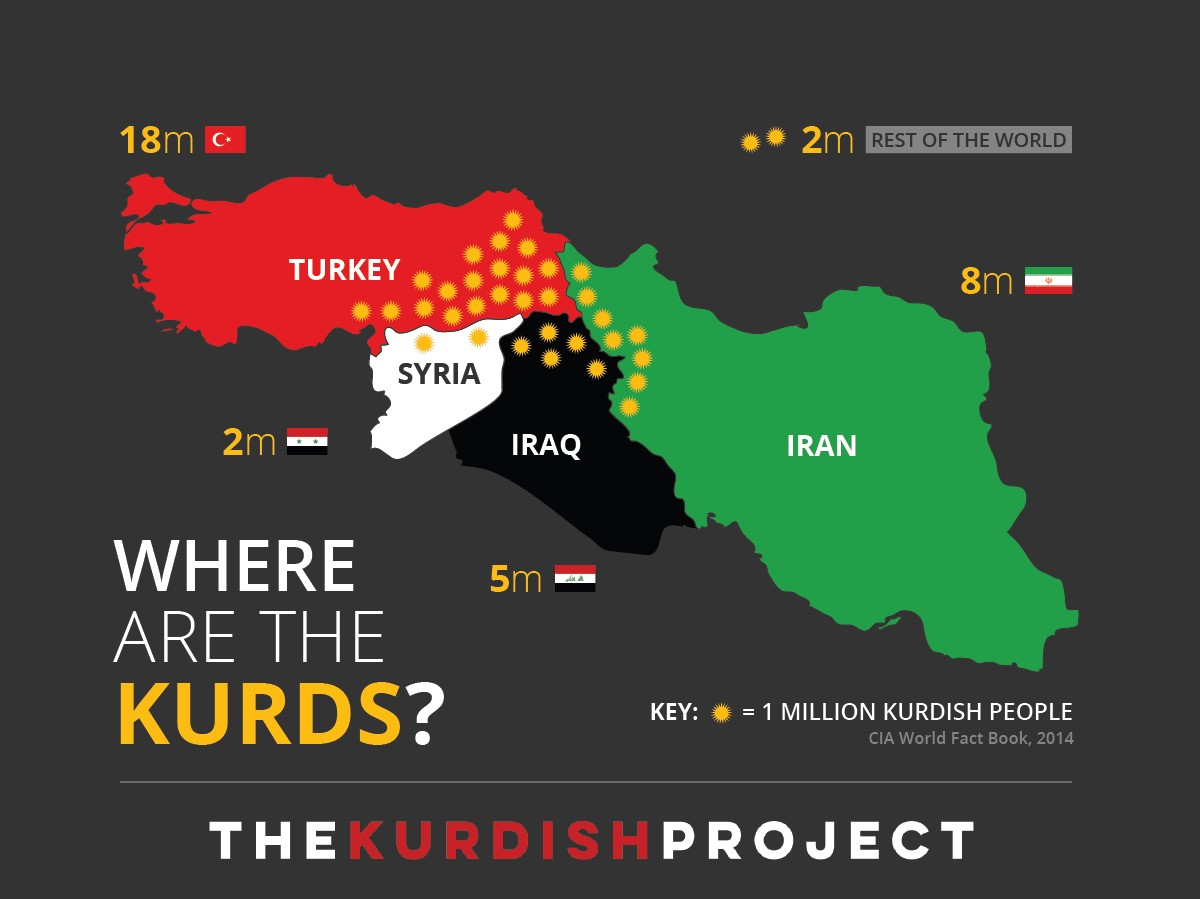 18m
2m REST OF THE WORLD
TURKEY
8m
SYRIA
2m
IRAQ
IRAN
5m
WHERE
ARE THE
KURDS?
KEY: = 1 MILLION KURDISH PEOPLE
CIA World Fact Book, 2014
THEKURDISHPROJECT